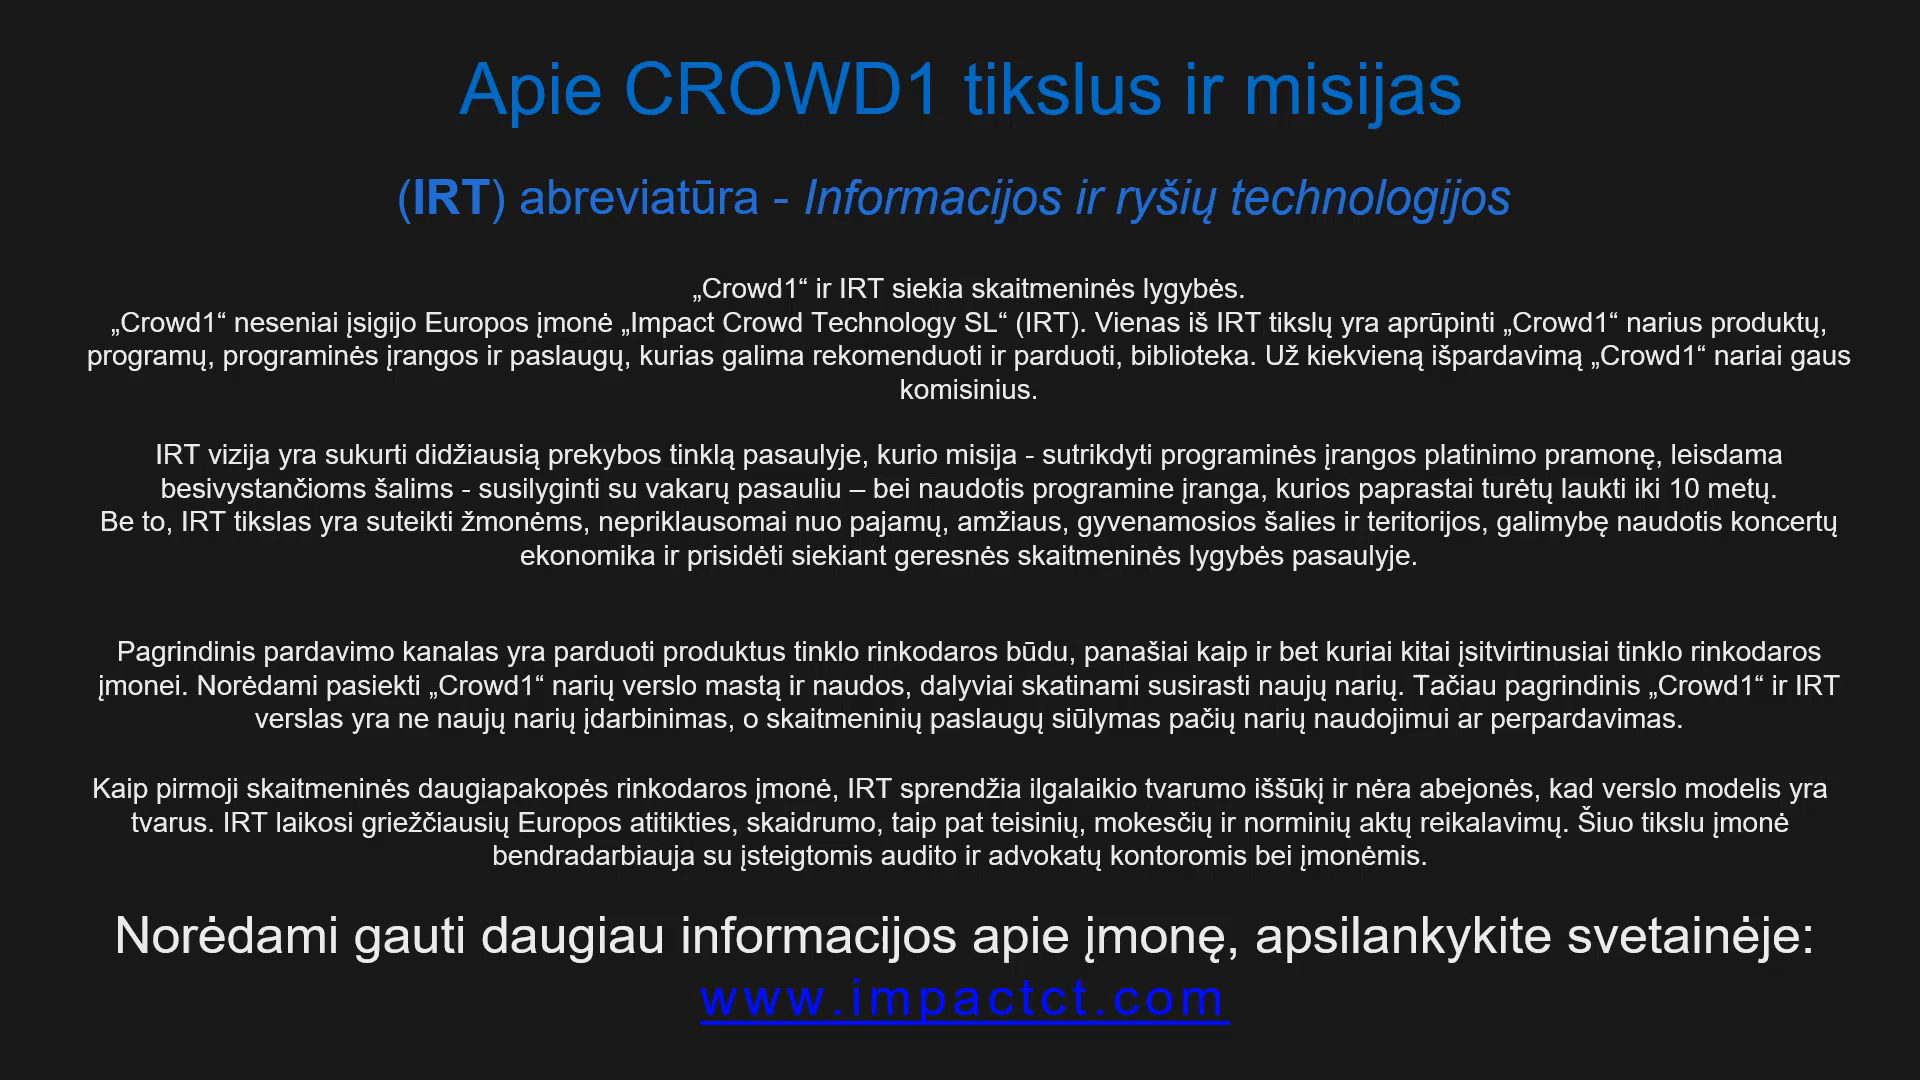 Apie CROWD1 tikslus ir misijas
(IRT) abreviatūra - Informacijos ir ryšių technologijos
„Crowd1“ ir IRT siekia skaitmeninės lygybės.
„Crowd1“ neseniai įsigijo Europos įmonė „Impact Crowd Technology SL“ (IRT). Vienas iš IRT tikslų yra aprūpinti „Crowd1“ narius produktų,
programų, programinės įrangos ir paslaugų, kurias galima rekomenduoti ir parduoti, biblioteka. Už kiekvieną išpardavimą „Crowd1“ nariai gaus
komisinius.
IRT vizija yra sukurti didžiausią prekybos tinklą pasaulyje, kurio misija - sutrikdyti programinės įrangos platinimo pramonę, leisdama
besivystančioms šalims - susilyginti su vakarų pasauliu – bei naudotis programine įranga, kurios paprastai turėtų laukti iki 10 metų.
Be to, IRT tikslas yra suteikti žmonėms, nepriklausomai nuo pajamų, amžiaus, gyvenamosios šalies ir teritorijos, galimybę naudotis koncertų
ekonomika ir prisidėti siekiant geresnės skaitmeninės lygybės pasaulyje.
Pagrindinis pardavimo kanalas yra parduoti produktus tinklo rinkodaros būdu, panašiai kaip ir bet kuriai kitai įsitvirtinusiai tinklo rinkodaros
įmonei. Norėdami pasiekti „Crowd1“ narių verslo mastą ir naudos, dalyviai skatinami susirasti naujų narių. Tačiau pagrindinis „Crowd1“ ir IRT
verslas yra ne naujų narių įdarbinimas, o skaitmeninių paslaugų siūlymas pačių narių naudojimui ar perpardavimas.
Kaip pirmoji skaitmeninės daugiapakopės rinkodaros įmonė, IRT sprendžia ilgalaikio tvarumo iššūkį ir nėra abejonės, kad verslo modelis yra
tvarus. IRT laikosi griežčiausių Europos atitikties, skaidrumo, taip pat teisinių, mokesčių ir norminių aktų reikalavimų. Šiuo tikslu įmonė
bendradarbiauja su įsteigtomis audito ir advokatų kontoromis bei įmonėmis.
Norėdami gauti daugiau informacijos apie įmonę, apsilankykite svetainėje:
www.impactct.com